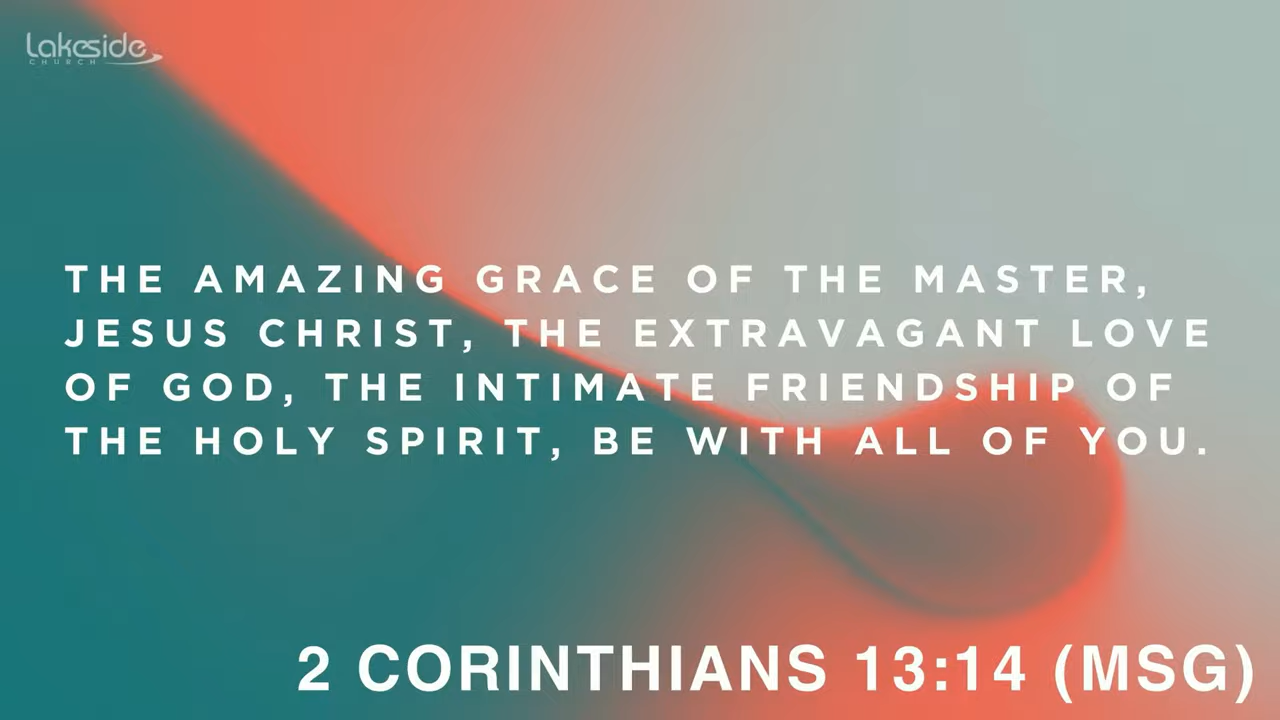 Lakeside
CHURCH
THE AMAZING GRACE OF THE MASTER,
JESUS CHRIST, THE EXTRAVAGANT LOVE
OF GOD, THE INTIMATE FRIENDSHIP OF
THE HOLY SPIRIT, BE WITH ALL OF YOU.
2 CORINTHIANS 13:14 (MSG)